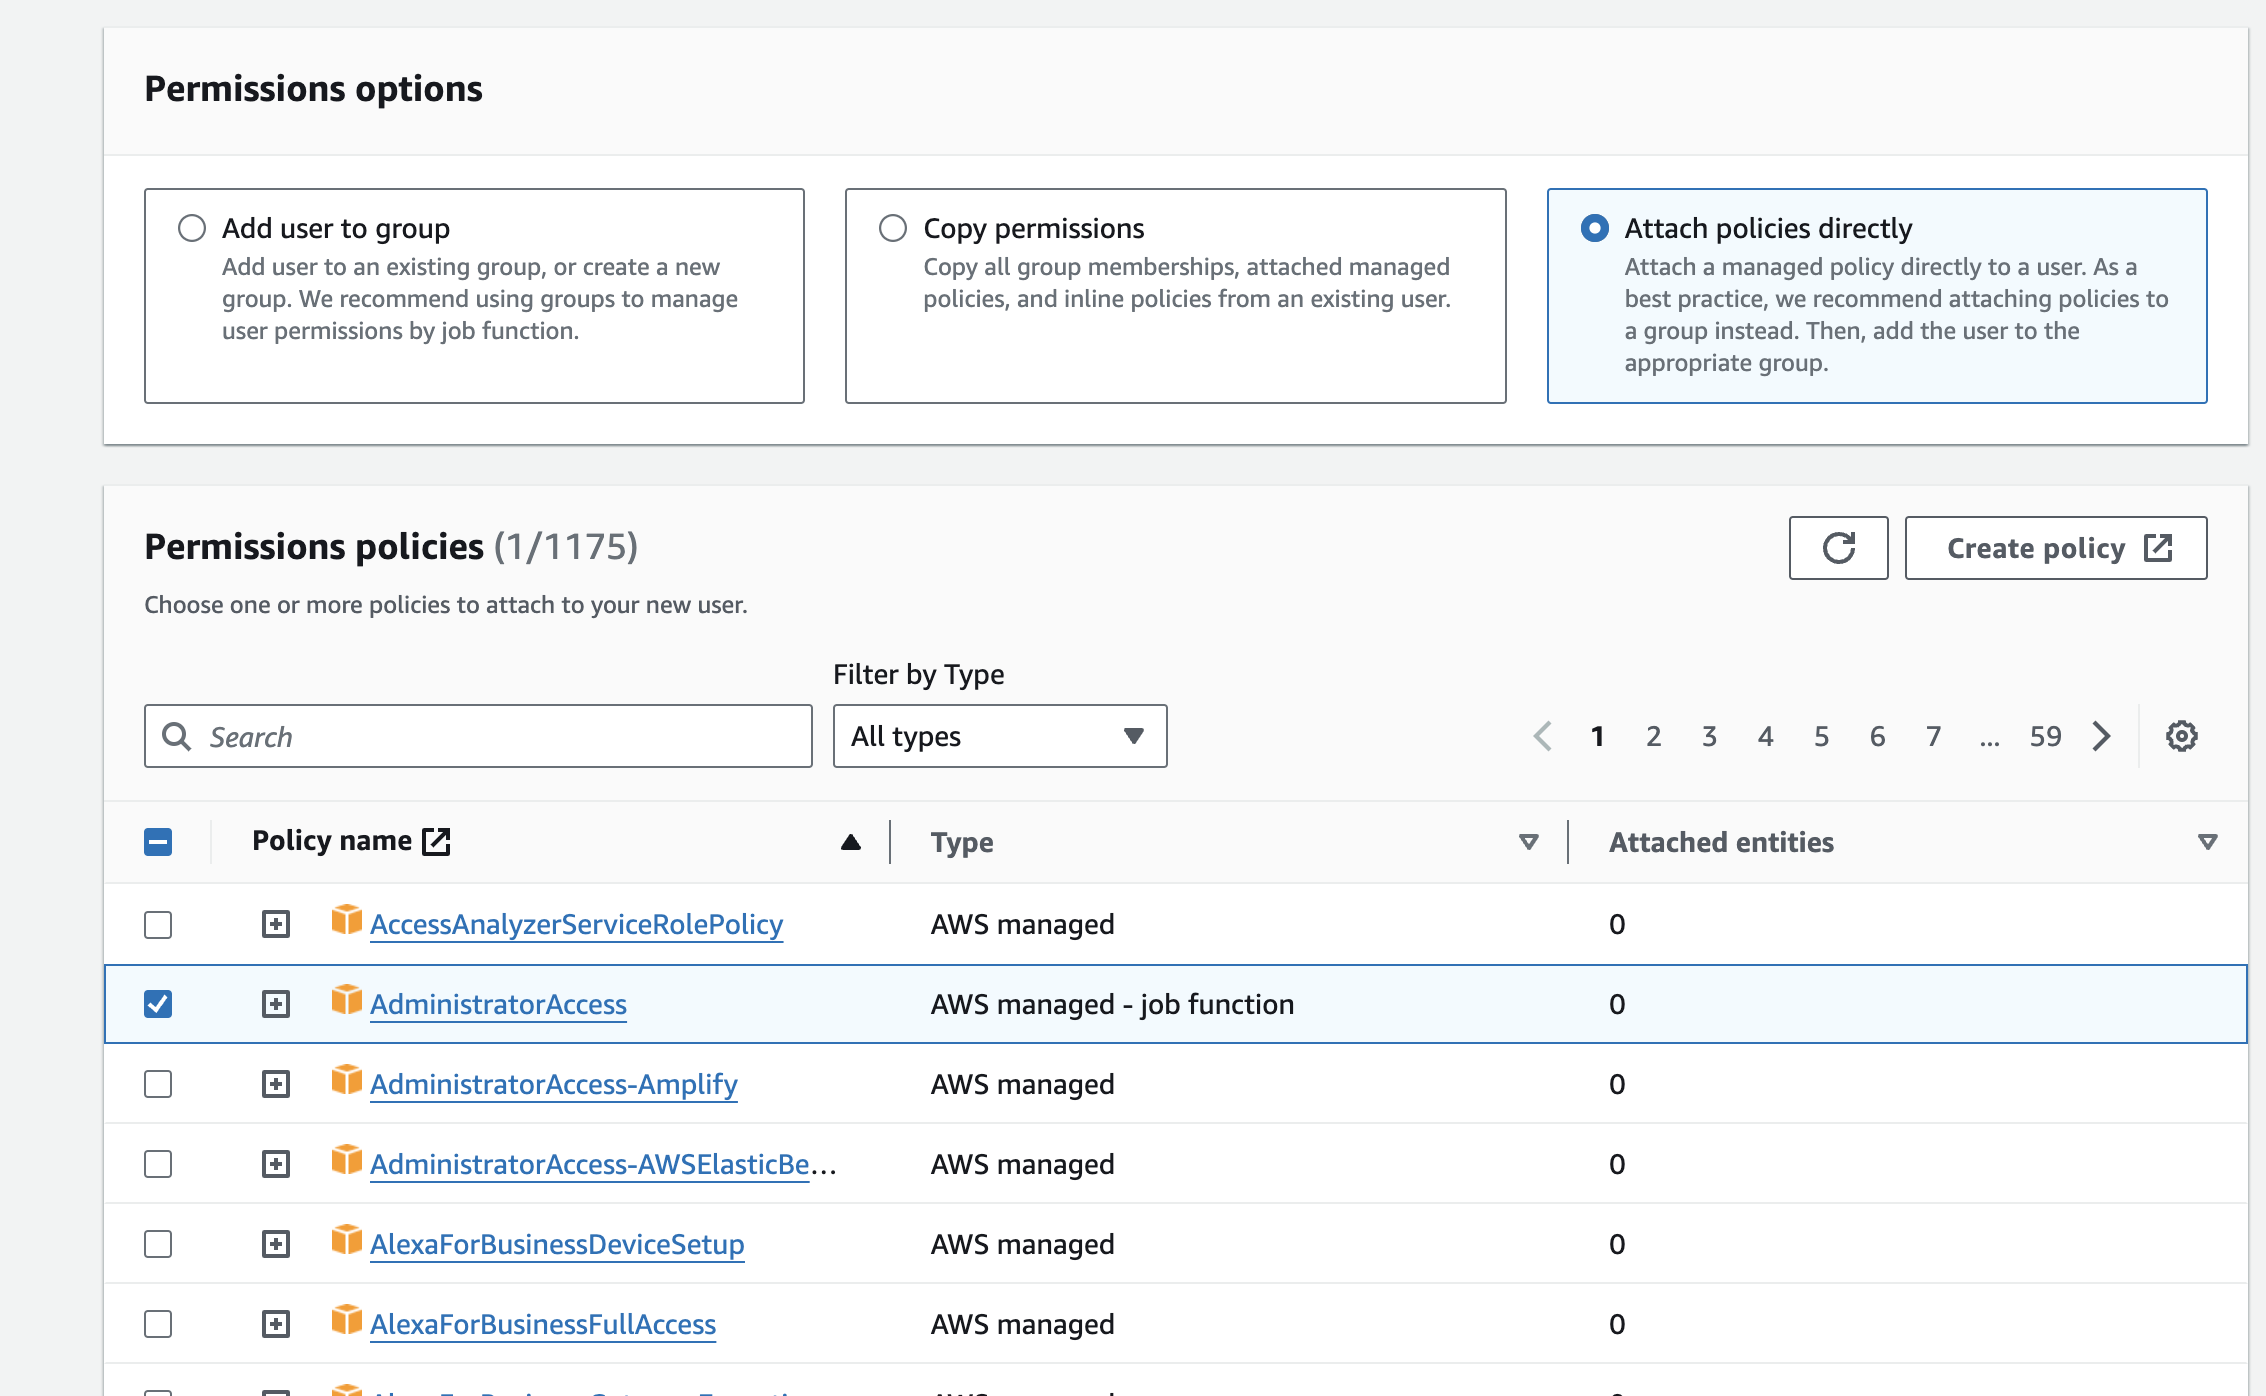 Permissions options
Add user to group
Add user to an existing group, or create a new
group. We recommend using groups to manage
user permissions by job function.
Copy permissions
Copy all group memberships, attached managed
policies, and inline policies from an existing user.
Attach policies directly
Attach a managed policy directly to a user. As a
best practice, we recommend attaching policies to
a group instead. Then, add the user to the
appropriate group.
Permissions policies (1/1175)
Choose one or more policies to attach to your new user.
Create policy
Filter by Type
Search
All types
1 2 3 4 5 6 7 ... 59
Policy name Type Attached entities
AccessAnalyzerServiceRolePolicy AWS managed 0
AdministratorAccess AWS managed - job function 0
AdministratorAccess-Amplify AWS managed 0
AdministratorAccess-AWSElasticBe... AWS managed 0
AlexaForBusinessDeviceSetup AWS managed 0
AlexaForBusinessFullAccess AWS managed 0